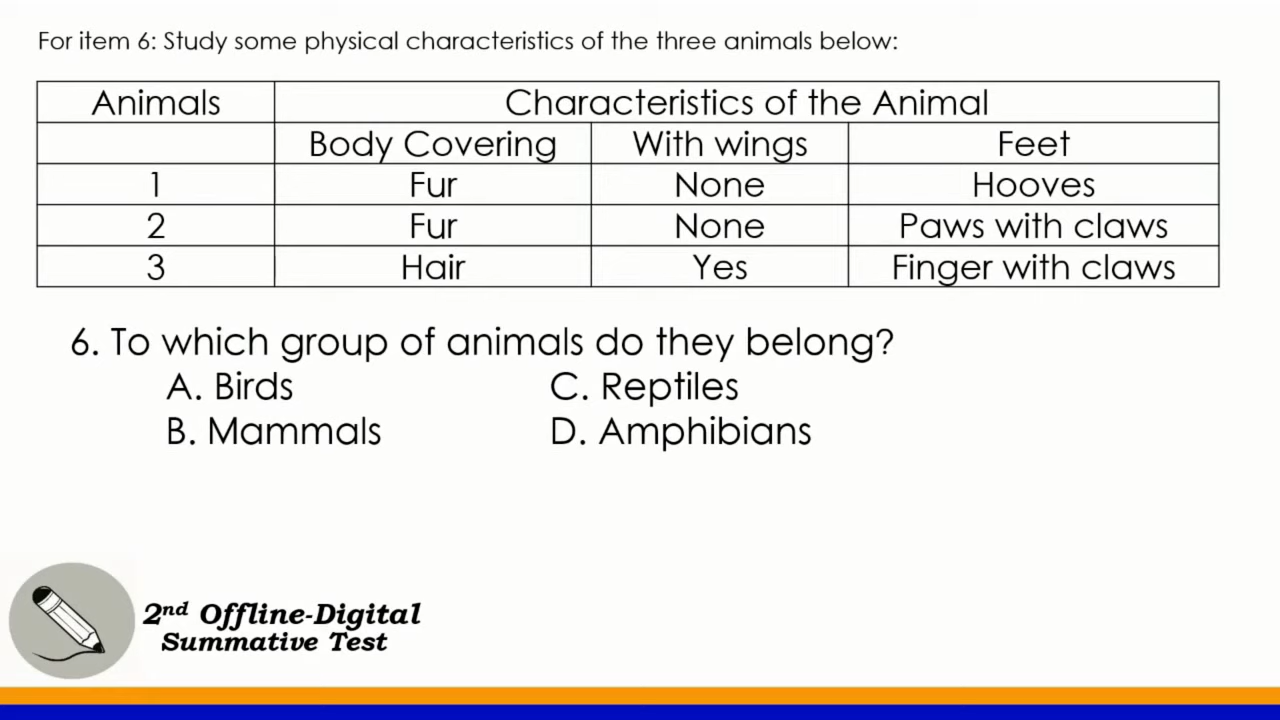 For item 6: Study some physical characteristics of the three animals below:
Animals Characteristics of the Animal
Body Covering With wings Feet
1 Fur None Hooves
2 Fur None Paws with claws
3 Hair Yes Finger with claws
6. To which group of animals do they belong?
A. Birds C. Reptiles
B. Mammals D. Amphibians
2nd Offline-Digital
Summative Test